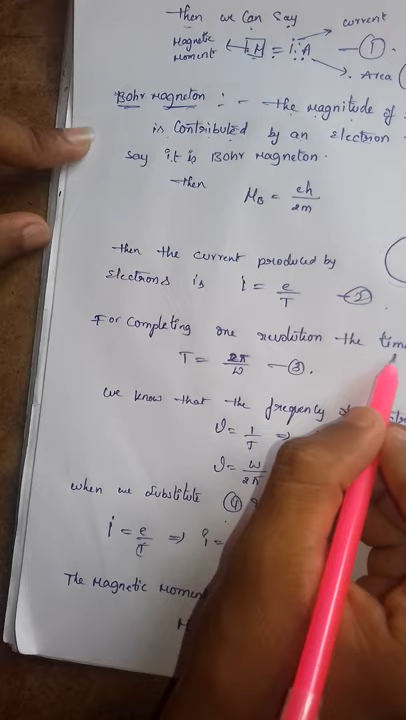 then we can say
current
Magnetic
Moment ← M = i.A —①.
Area
Bohr Magneton : - the magnitude of
is contributed by an electron
say it is Bohr Magneton.
then
μB = eh/2m
then the current produced by
electrons is i = e/T —②
For completing one revolution the time
T = 2π/ω —③.
We know that the frequency
ν = 1/T ⇒
ν = ω/2π
when we substitute ④
i = e/T ⇒ i =
The Magnetic Moment